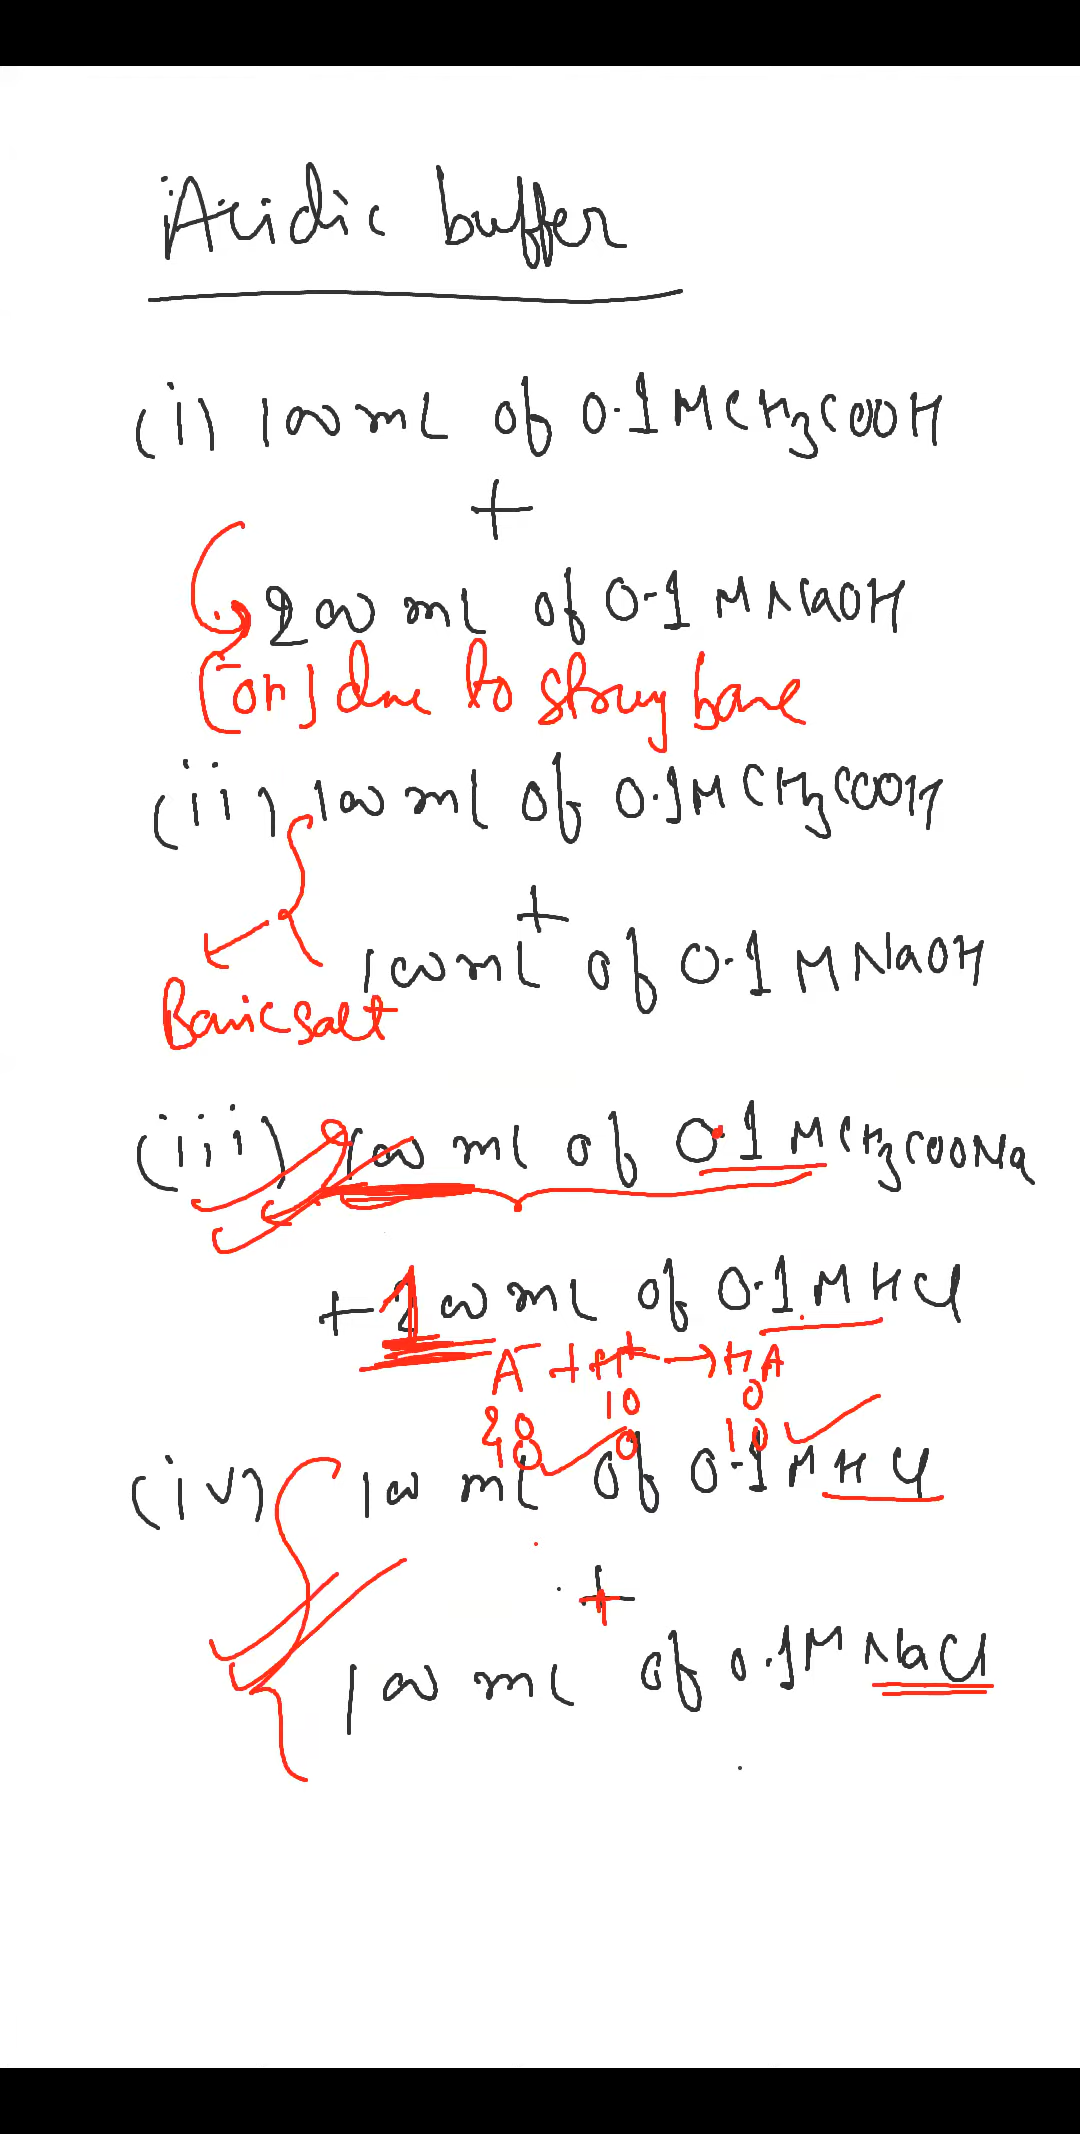 Acidic buffer
(i) 100 mL of 0.1 M CH3COOH
+
200 mL of 0.1 M NaOH
[OH] due to strong base
(ii) 100 mL of 0.1 M CH3COOH
+
100 mL of 0.1 M NaOH
Basic salt
(iii) 200 mL of 0.1 M CH3COONa
+ 100 mL of 0.1 M HCl
A⁻ + H⁺ → HA
20 10 0
10 0 10
(iv) 100 mL of 0.1 M HCl
+
100 mL of 0.1 M NaCl